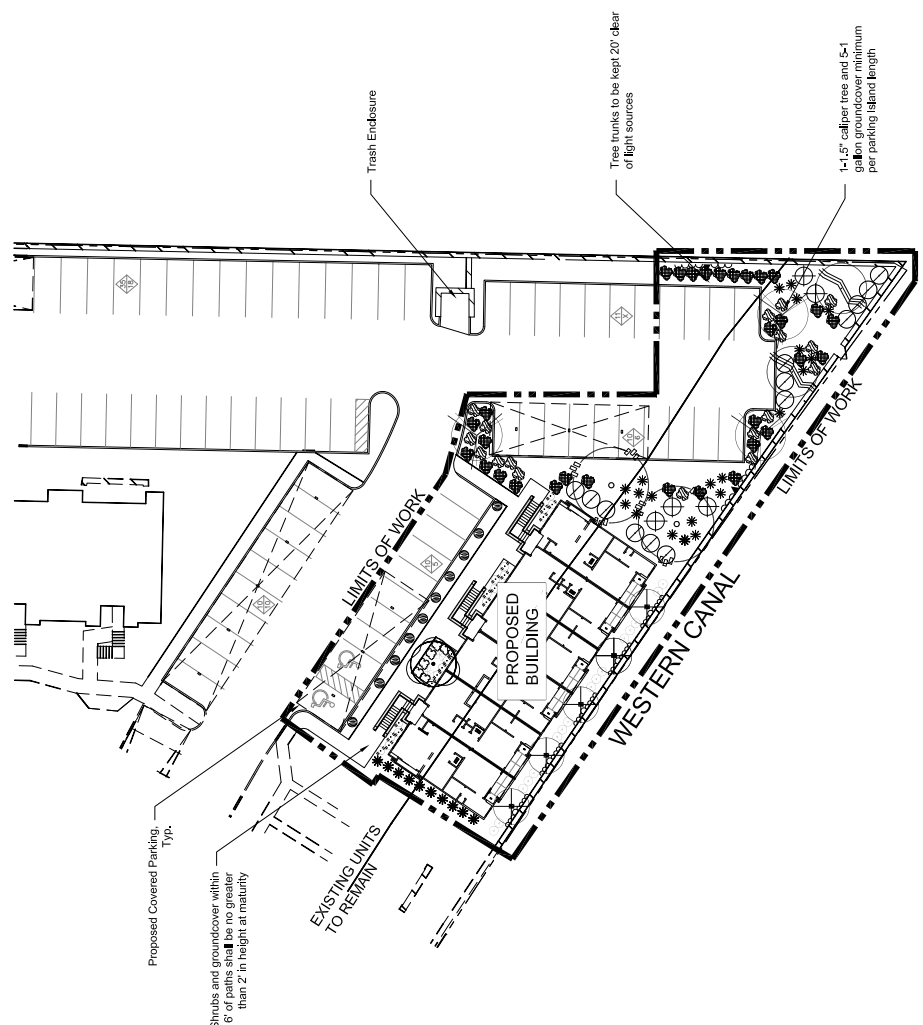 Trash Enclosure
Tree trunks to be kept 20' clear
of light sources
1-1.5" caliper tree and 5-1
gallon groundcover minimum
per parking island length
LIMITS OF WORK
LIMITS OF WORK
PROPOSED
BUILDING
WESTERN CANAL
Proposed Covered Parking,
Typ.
EXISTING UNITS
TO REMAIN
Shrubs and groundcover within
6' of paths shall be no greater
than 2' in height at maturity